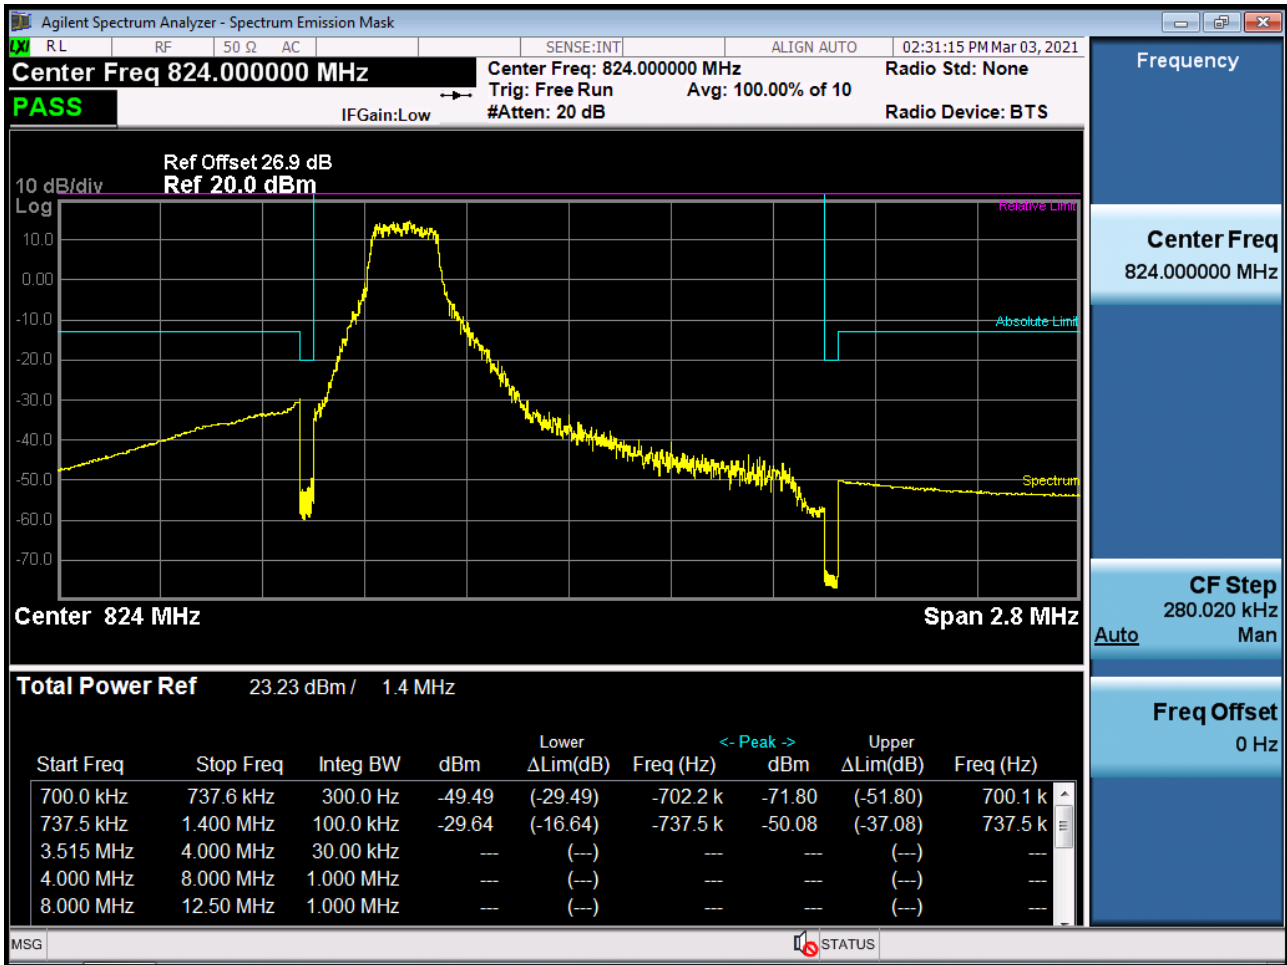 Agilent Spectrum Analyzer - Spectrum Emission Mask
LXI RL RF 50 Ω AC SENSE:INT ALIGN AUTO 02:31:15 PM Mar 03, 2021
Center Freq 824.000000 MHz
Center Freq: 824.000000 MHz Radio Std: None
Trig: Free Run Avg: 100.00% of 10
PASS IFGain:Low #Atten: 20 dB Radio Device: BTS
Ref Offset 26.9 dB
10 dB/div Ref 20.0 dBm
Log
Relative Limit
10.0
0.00
-10.0
Absolute Limit
-20.0
-30.0
-40.0
-50.0
Spectrum
-60.0
-70.0
Center 824 MHz Span 2.8 MHz
Total Power Ref 23.23 dBm / 1.4 MHz
Lower <- Peak -> Upper
Start Freq Stop Freq Integ BW dBm ΔLim(dB) Freq (Hz) dBm ΔLim(dB) Freq (Hz)
700.0 kHz 737.6 kHz 300.0 Hz -49.49 (-29.49) -702.2 k -71.80 (-51.80) 700.1 k
737.5 kHz 1.400 MHz 100.0 kHz -29.64 (-16.64) -737.5 k -50.08 (-37.08) 737.5 k
3.515 MHz 4.000 MHz 30.00 kHz --- (---) --- --- (---) ---
4.000 MHz 8.000 MHz 1.000 MHz --- (---) --- --- (---) ---
8.000 MHz 12.50 MHz 1.000 MHz --- (---) --- --- (---) ---
MSG STATUS
Frequency
Center Freq
824.000000 MHz
CF Step
280.020 kHz
Auto Man
Freq Offset
0 Hz